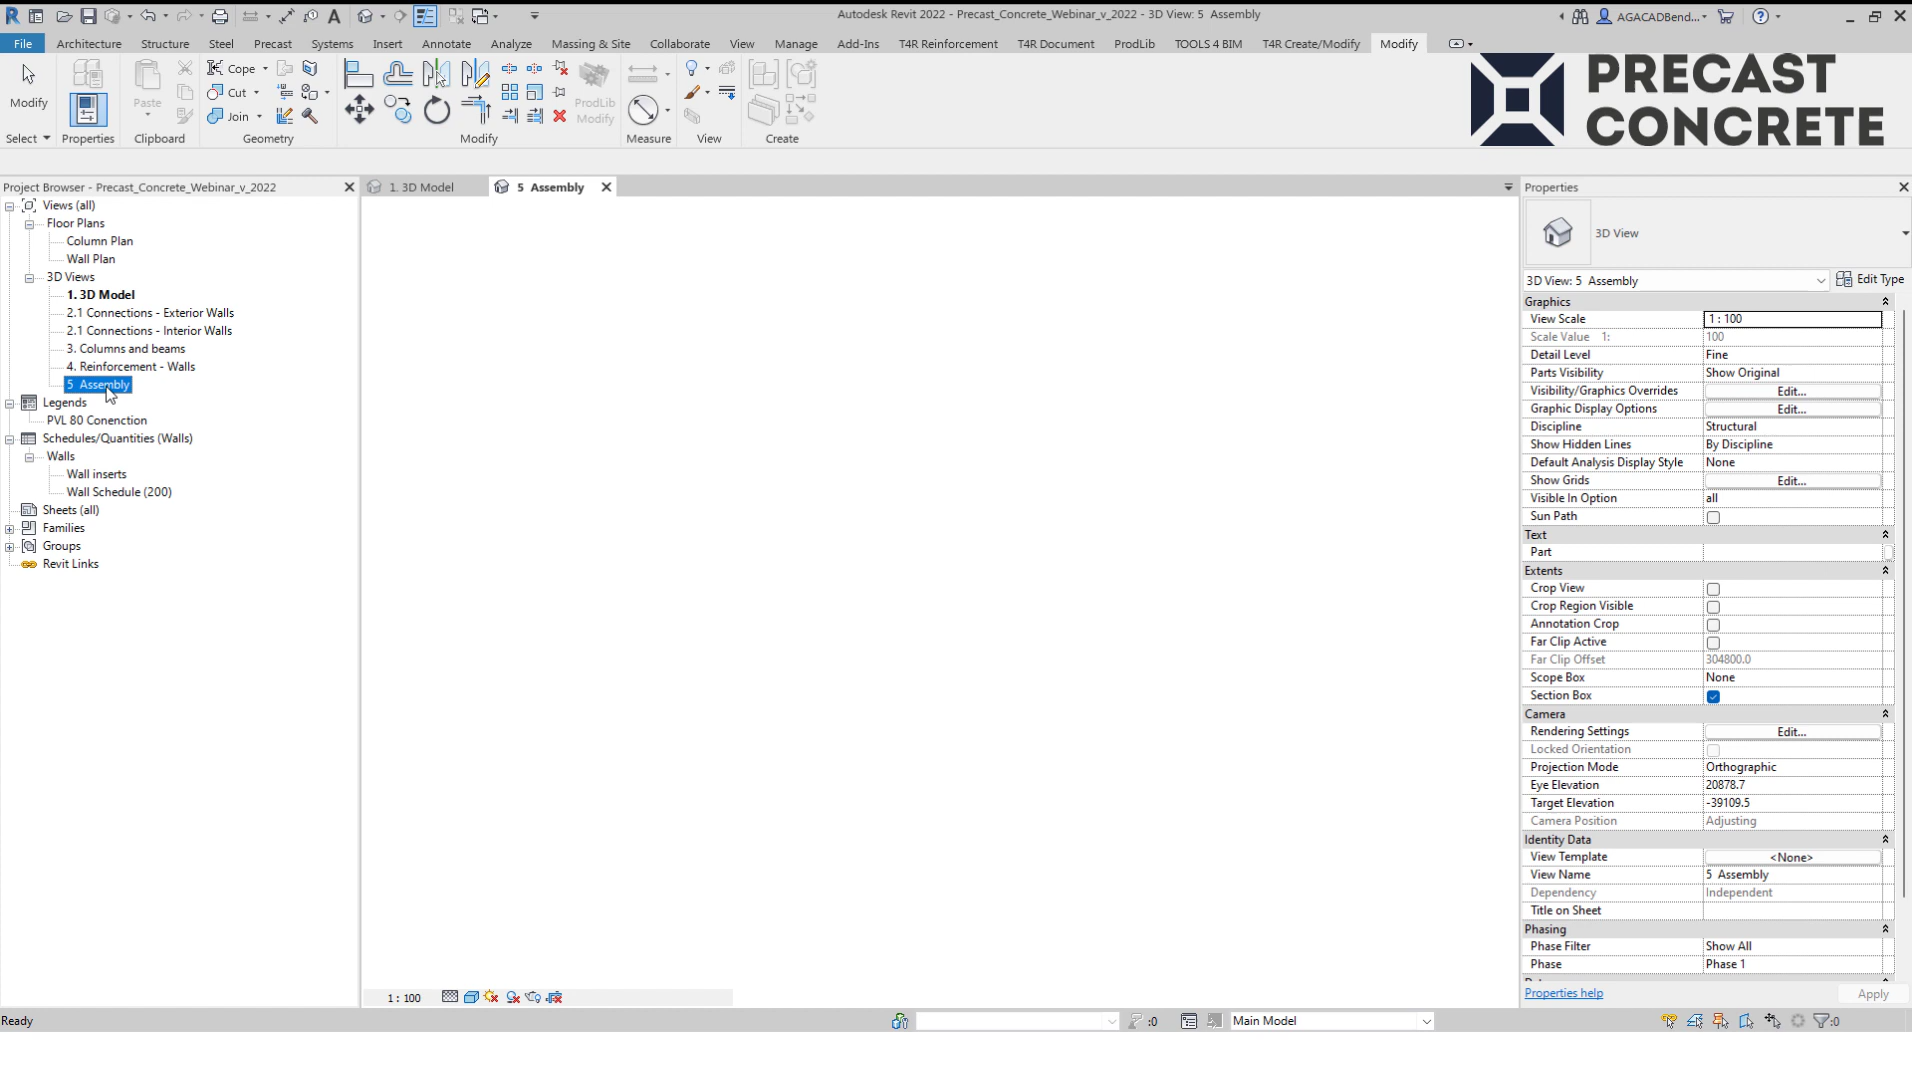 Autodesk Revit 2022 - Precast_Concrete_Webinar_v_2022 - 3D View: 5 Assembly
AGACADBend...
File Architecture Structure Steel Precast Systems Insert Annotate Analyze Massing & Site Collaborate View Manage Add-Ins T4R Reinforcement T4R Document ProdLib TOOLS 4 BIM T4R Create/Modify Modify
PRECAST
CONCRETE
Modify
Paste
Cope
Cut
Join
ProdLib
Modify
Select Properties Clipboard Geometry Modify Measure View Create
Project Browser - Precast_Concrete_Webinar_v_2022
Views (all)
Floor Plans
Column Plan
Wall Plan
3D Views
1. 3D Model
2.1 Connections - Exterior Walls
2.1 Connections - Interior Walls
3. Columns and beams
4. Reinforcement - Walls
5 Assembly
Legends
PVL 80 Conenction
Schedules/Quantities (Walls)
Walls
Wall inserts
Wall Schedule (200)
Sheets (all)
Families
Groups
Revit Links
1. 3D Model
5 Assembly
1 : 100
Properties
3D View
3D View: 5 Assembly
Edit Type
Graphics
View Scale 1 : 100
Scale Value 1: 100
Detail Level Fine
Parts Visibility Show Original
Visibility/Graphics Overrides Edit...
Graphic Display Options Edit...
Discipline Structural
Show Hidden Lines By Discipline
Default Analysis Display Style None
Show Grids Edit...
Visible In Option all
Sun Path
Text
Part
Extents
Crop View
Crop Region Visible
Annotation Crop
Far Clip Active
Far Clip Offset 304800.0
Scope Box None
Section Box
Camera
Rendering Settings Edit...
Locked Orientation
Projection Mode Orthographic
Eye Elevation 20878.7
Target Elevation -39109.5
Camera Position Adjusting
Identity Data
View Template <None>
View Name 5 Assembly
Dependency Independent
Title on Sheet
Phasing
Phase Filter Show All
Phase Phase 1
Properties help
Apply
Ready
:0
Main Model
:0